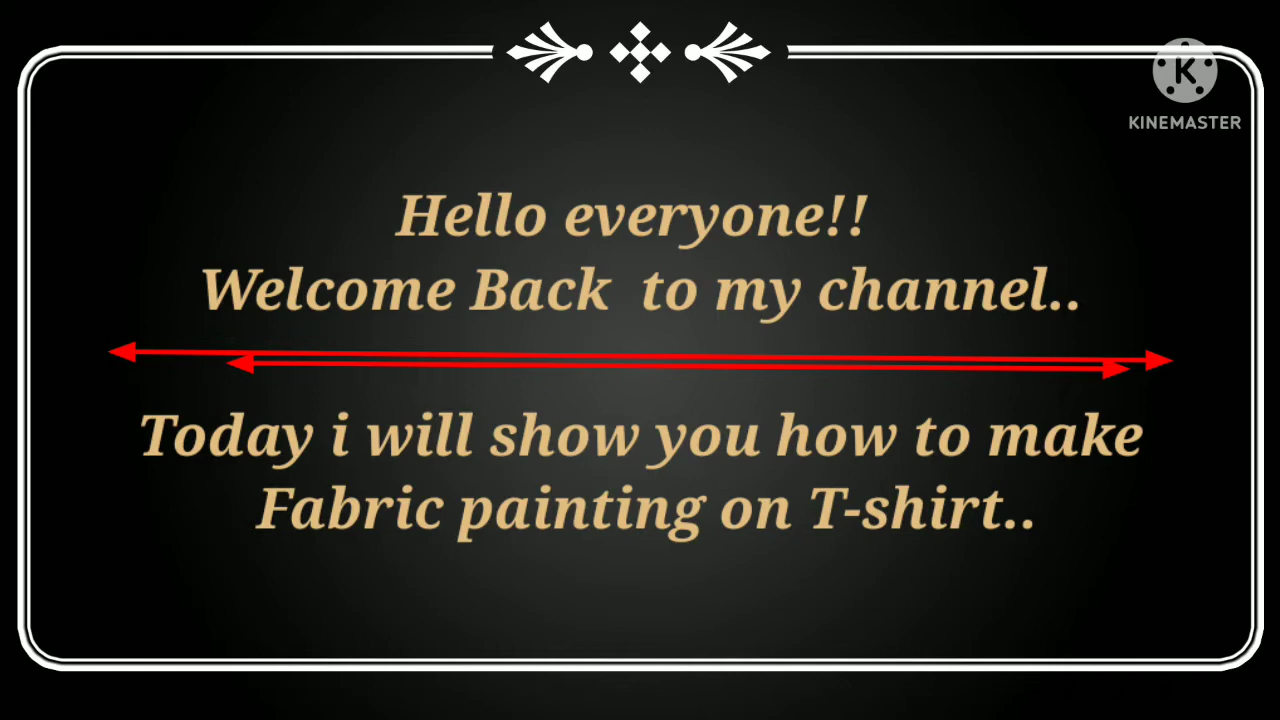 KINEMASTER
Hello everyone!!
Welcome Back  to my channel..
Today i will show you how to make
Fabric painting on T-shirt..